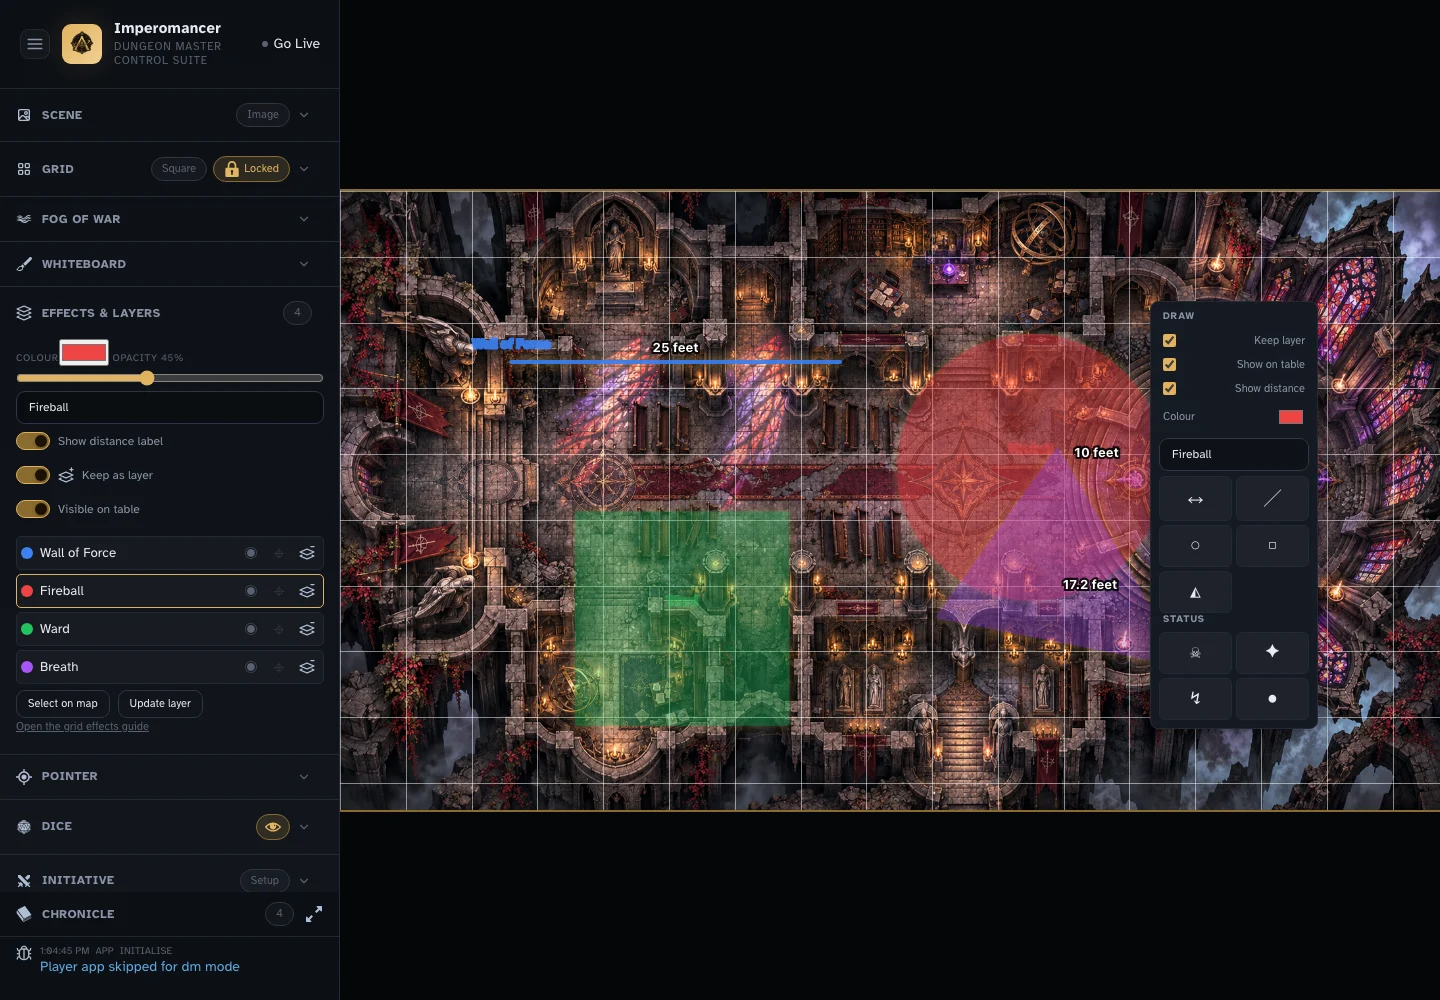 Imperomancer
DUNGEON MASTER
CONTROL SUITE
Go Live
SCENE
Image
GRID
Square
Locked
FOG OF WAR
WHITEBOARD
EFFECTS & LAYERS
4
COLOUR
OPACITY 45%
Fireball
Show distance label
Keep as layer
Visible on table
Wall of Force
Fireball
Ward
Breath
Select on map
Update layer
Open the grid effects guide
POINTER
DICE
INITIATIVE
Setup
CHRONICLE
4
1:04:45 PM APP INITIALISE
Player app skipped for dm mode
Wall of Force
25 feet
10 feet
17.2 feet
DRAW
Keep layer
Show on table
Show distance
Colour
Fireball
STATUS